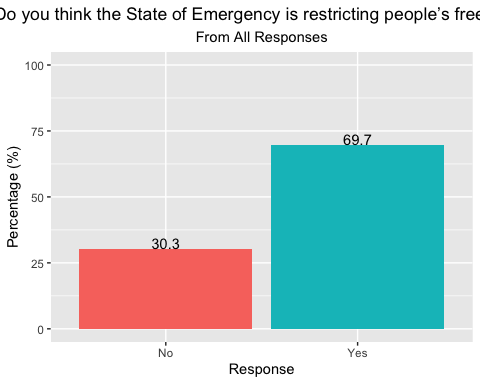 Do you think the State of Emergency is restricting people's free
From All Responses
100
75
50
25
0
Percentage (%)
30.3
69.7
No
Yes
Response